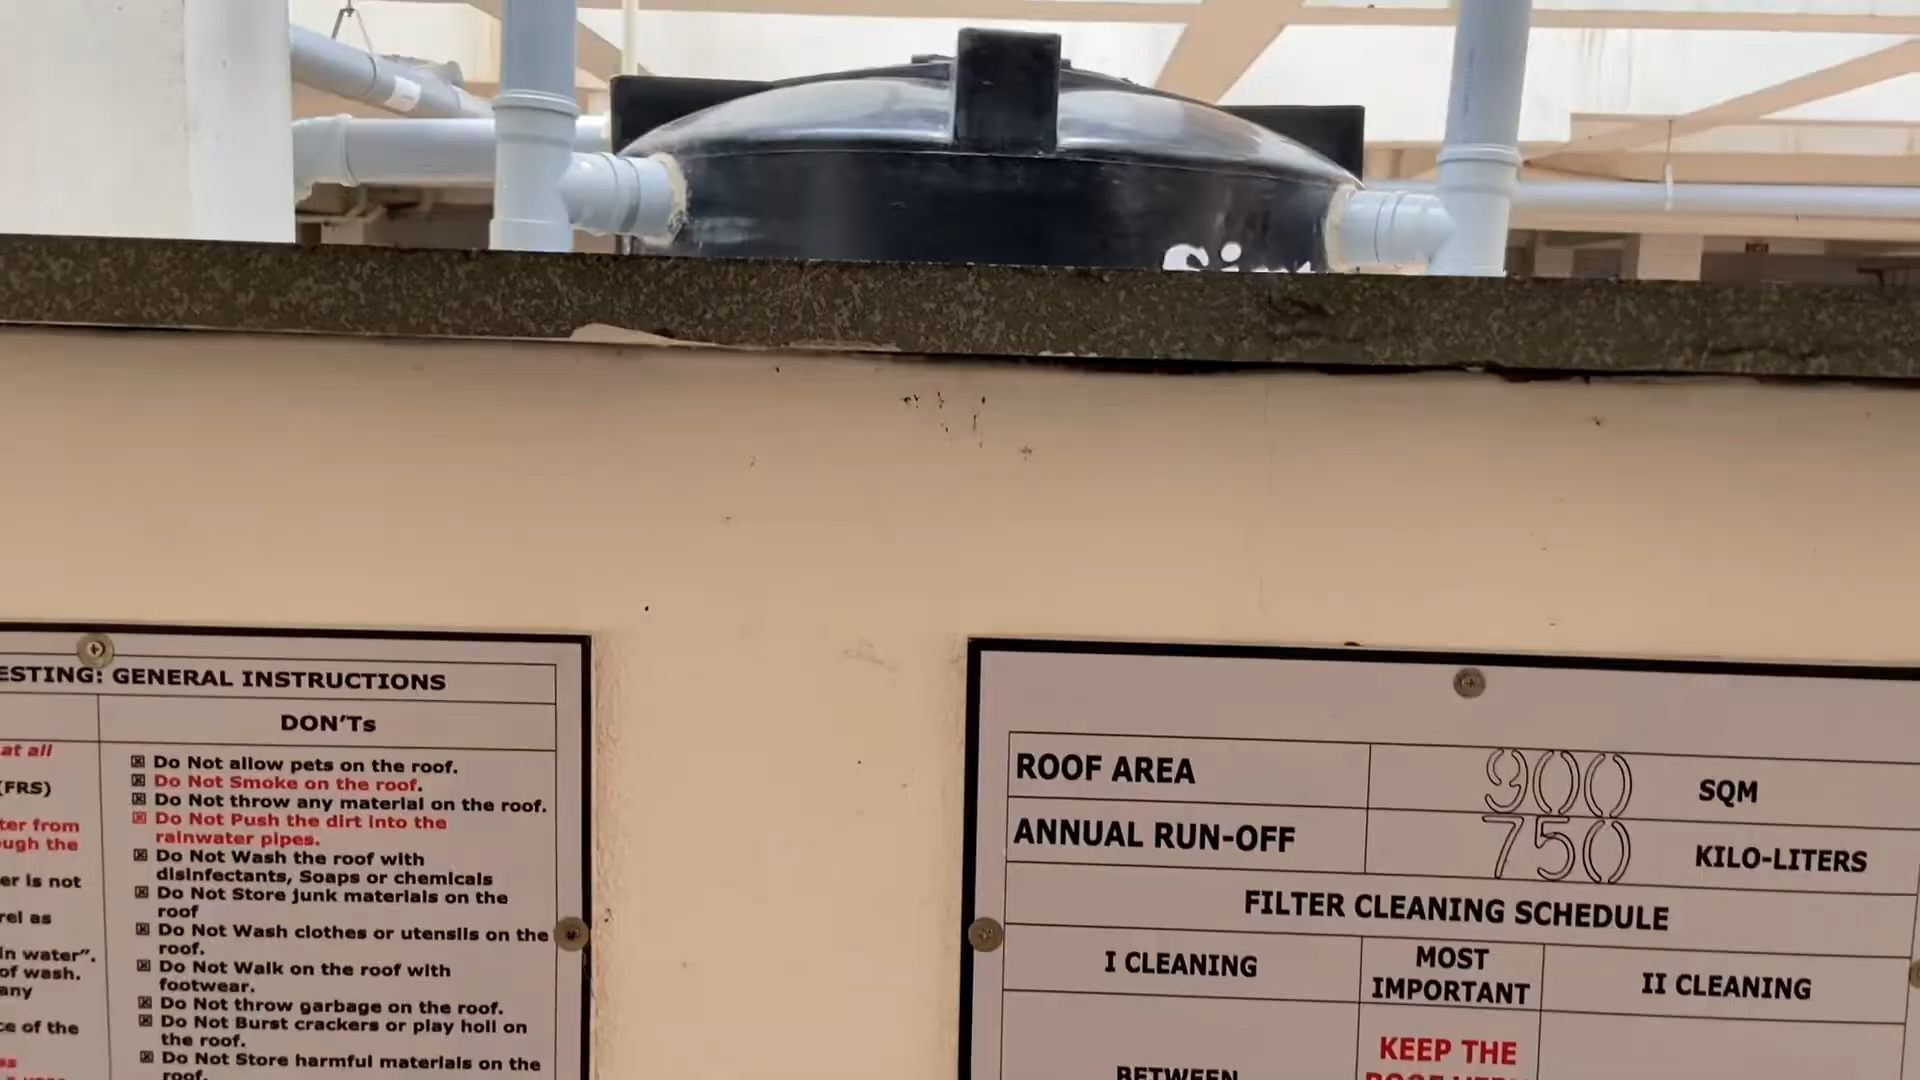 ESTING: GENERAL INSTRUCTIONS
DON'Ts
at all
(FRS)
ter from
ough the
er is not
rel as
in water".
of wash.
any
ce of the
Do Not allow pets on the roof.
Do Not Smoke on the roof.
Do Not throw any material on the roof.
Do Not Push the dirt into the
rainwater pipes.
Do Not Wash the roof with
disinfectants, Soaps or chemicals
Do Not Store junk materials on the
roof
Do Not Wash clothes or utensils on the
roof.
Do Not Walk on the roof with
footwear.
Do Not throw garbage on the roof.
Do Not Burst crackers or play holi on
the roof.
Do Not Store harmful materials on the
roof.
ROOF AREA 900 SQM
ANNUAL RUN-OFF 750 KILO-LITERS
FILTER CLEANING SCHEDULE
I CLEANING
MOST
IMPORTANT
II CLEANING
KEEP THE
BETWEEN